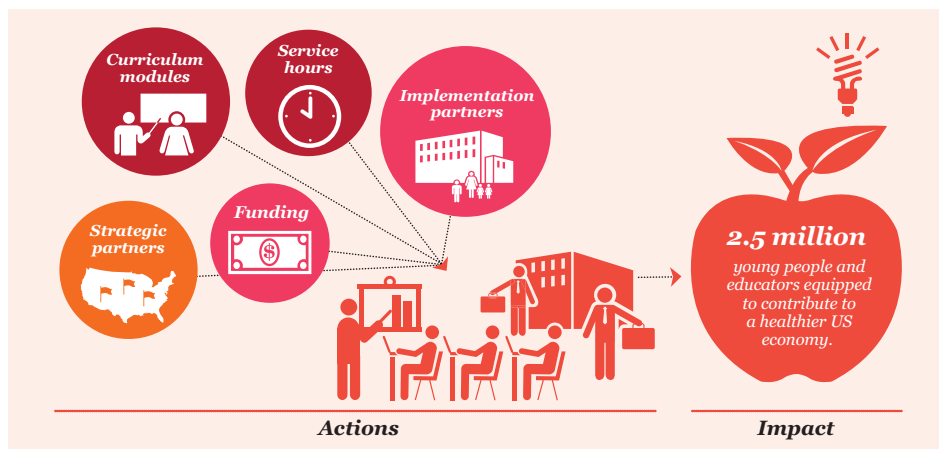 Curriculum
modules
Service
hours
Implementation
partners
Strategic
partners
Funding
$
2.5 million
young people and
educators equipped
to contribute to
a healthier US
economy.
Actions
Impact